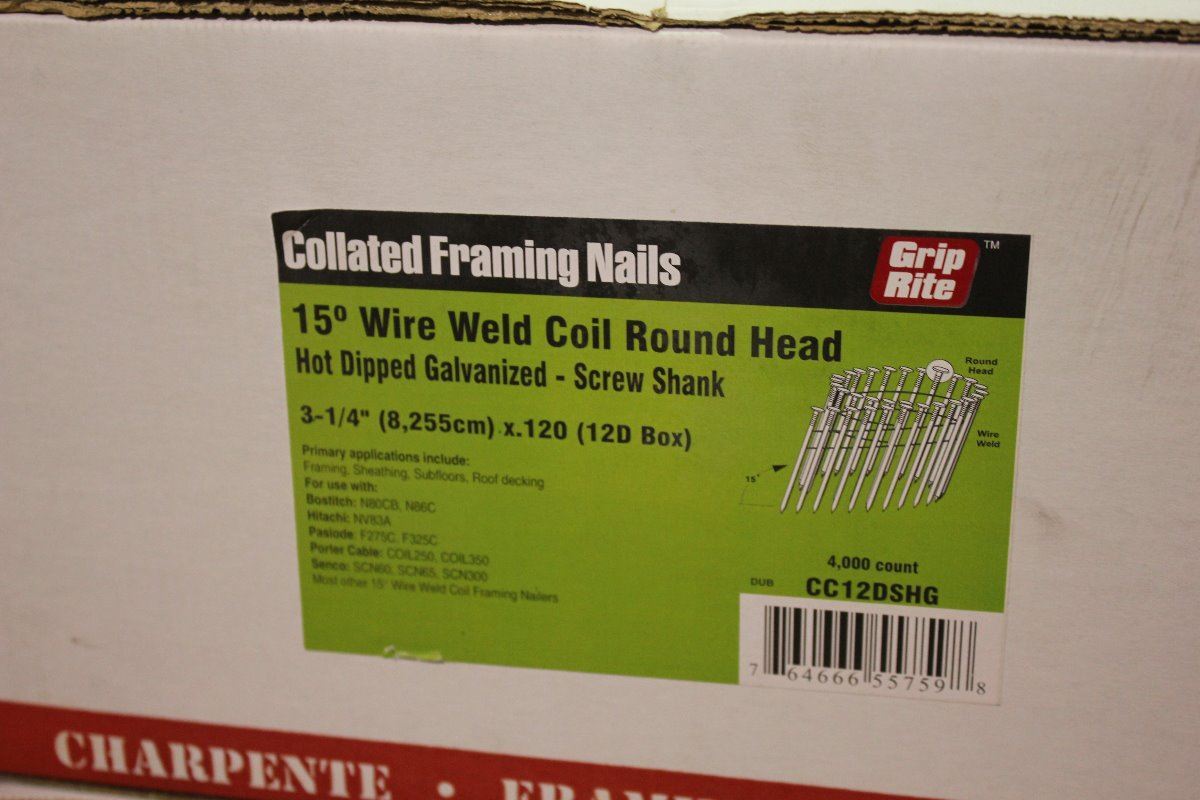 Collated Framing Nails
Grip
Rite
TM
15º Wire Weld Coil Round Head
Hot Dipped Galvanized - Screw Shank
3-1/4" (8,255cm) x.120 (12D Box)
Primary applications include:
Framing, Sheathing, Subfloors, Roof decking
For use with:
Bostitch: N80CB, N86C
Hitachi: NV83A
Paslode: F275C, F325C
Porter Cable: COIL250, COIL350
Senco: SCN60, SCN65, SCN300
Most other 15° Wire Weld Coil Framing Nailers
Round
Head
Wire
Weld
15°
4,000 count
DUB CC12DSHG
7 64666 55759 8
CHARPENTE •